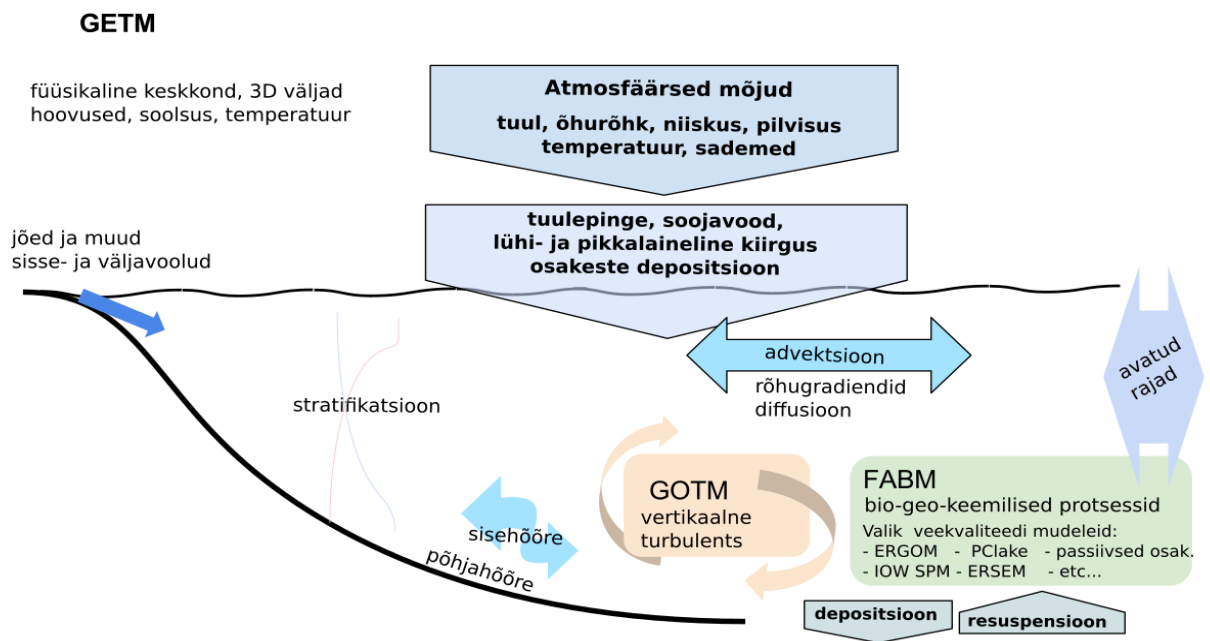 GETM
füüsikaline keskkond, 3D väljad
hoovused, soolsus, temperatuur
Atmosfäärsed mõjud
tuul, õhurõhk, niiskus, pilvisus
temperatuur, sademed
tuulepinge, soojavood,
lühi- ja pikkalaineline kiirgus
osakeste depositsioon
jõed ja muud
sisse- ja väljavoolud
advektsioon
rõhugradiendid
diffusioon
avatud
rajad
stratifikatsioon
GOTM
vertikaalne
turbulents
FABM
bio-geo-keemilised protsessid
Valik veekvaliteedi mudeleid:
- ERGOM - PClake - passiivsed osak.
- IOW SPM - ERSEM - etc...
sisehõõre
põhjahõõre
depositsioon
resuspensioon